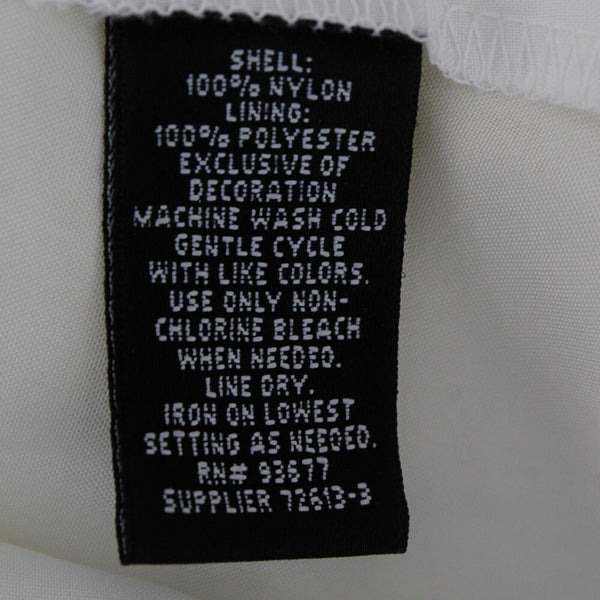 SHELL:
100% NYLON
LINING:
100% POLYESTER
EXCLUSIVE OF
DECORATION
MACHINE WASH COLD
GENTLE CYCLE
WITH LIKE COLORS.
USE ONLY NON-
CHLORINE BLEACH
WHEN NEEDED.
LINE DRY.
IRON ON LOWEST
SETTING AS NEEDED.
RN# 93677
SUPPLIER 72613-3